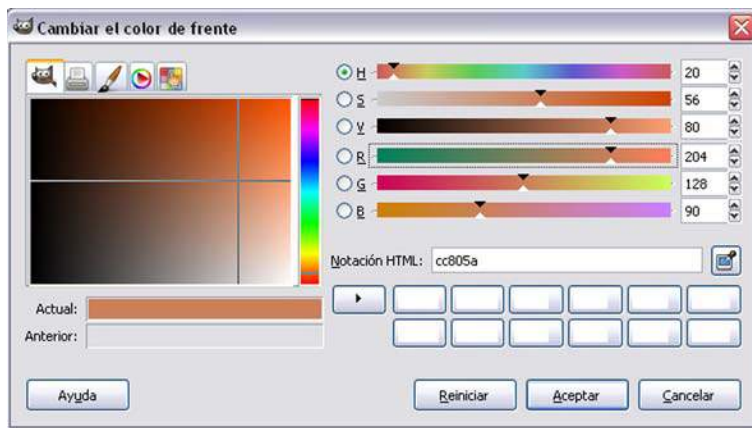 Cambiar el color de frente
H 20
S 56
V 80
R 204
G 128
B 90
Notación HTML: cc805a
Actual:
Anterior:
Ayuda Reiniciar Aceptar Cancelar